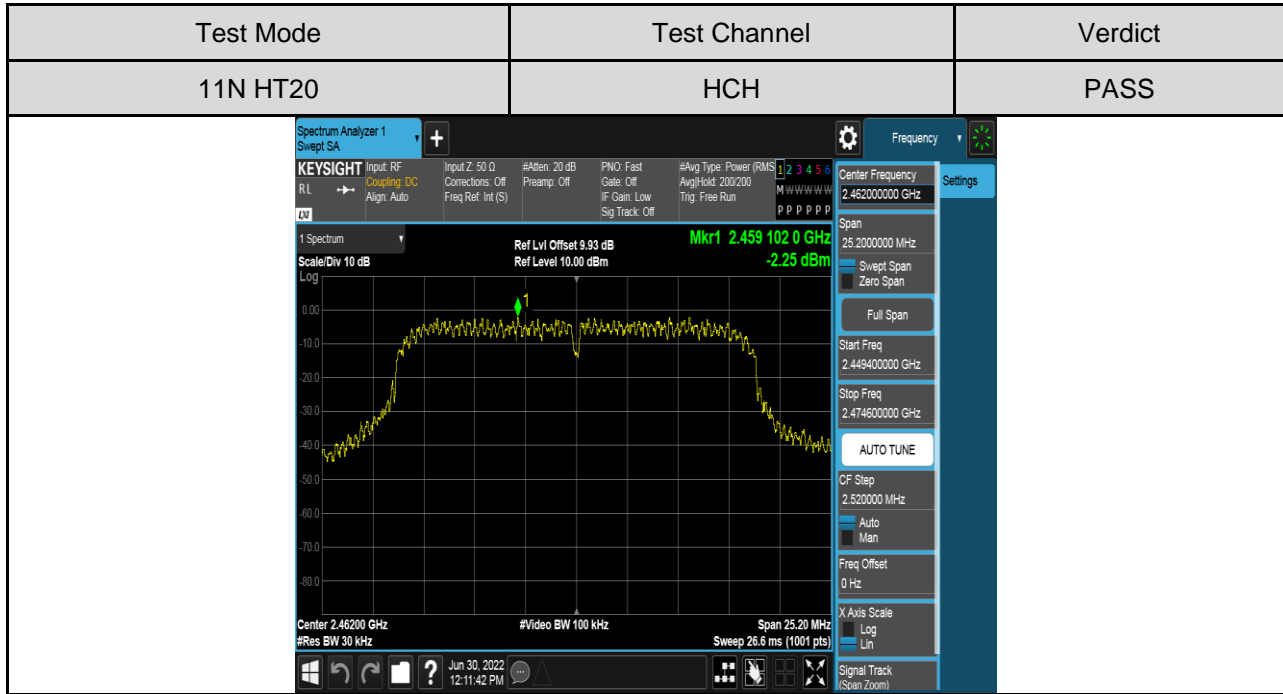 Test Mode Test Channel Verdict
11N HT20 HCH PASS
Spectrum Analyzer 1
Swept SA
+
Frequency
KEYSIGHT Input: RF Input Z: 50 Ω #Atten: 20 dB PNO: Fast #Avg Type: Power (RMS 1 2 3 4 5 6
RL Coupling: DC Corrections: Off Preamp: Off Gate: Off Avg|Hold: 200/200 M W W W W W
Align: Auto Freq Ref: Int (S) IF Gain: Low Trig: Free Run
LXI Sig Track: Off P P P P P P
1 Spectrum Ref Lvl Offset 9.93 dB Mkr1 2.459 102 0 GHz
Scale/Div 10 dB Ref Level 10.00 dBm -2.25 dBm
Log
1
0.00
-10.0
-20.0
-30.0
-40.0
-50.0
-60.0
-70.0
-80.0
Center 2.46200 GHz #Video BW 100 kHz Span 25.20 MHz
#Res BW 30 kHz Sweep 26.6 ms (1001 pts)
? Jun 30, 2022
12:11:42 PM
Center Frequency
2.462000000 GHz
Settings
Span
25.2000000 MHz
Swept Span
Zero Span
Full Span
Start Freq
2.449400000 GHz
Stop Freq
2.474600000 GHz
AUTO TUNE
CF Step
2.520000 MHz
Auto
Man
Freq Offset
0 Hz
X Axis Scale
Log
Lin
Signal Track
(Span Zoom)